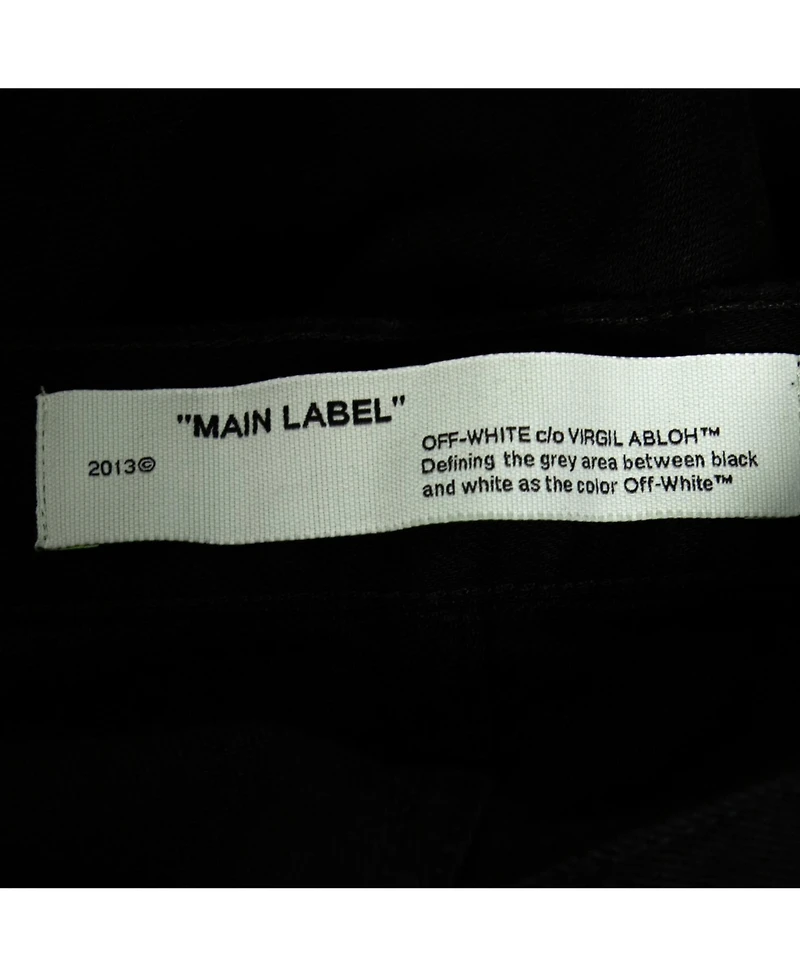 "MAIN LABEL"
2013©
OFF-WHITE c/o VIRGIL ABLOH™
Defining the grey area between black
and white as the color Off-White™